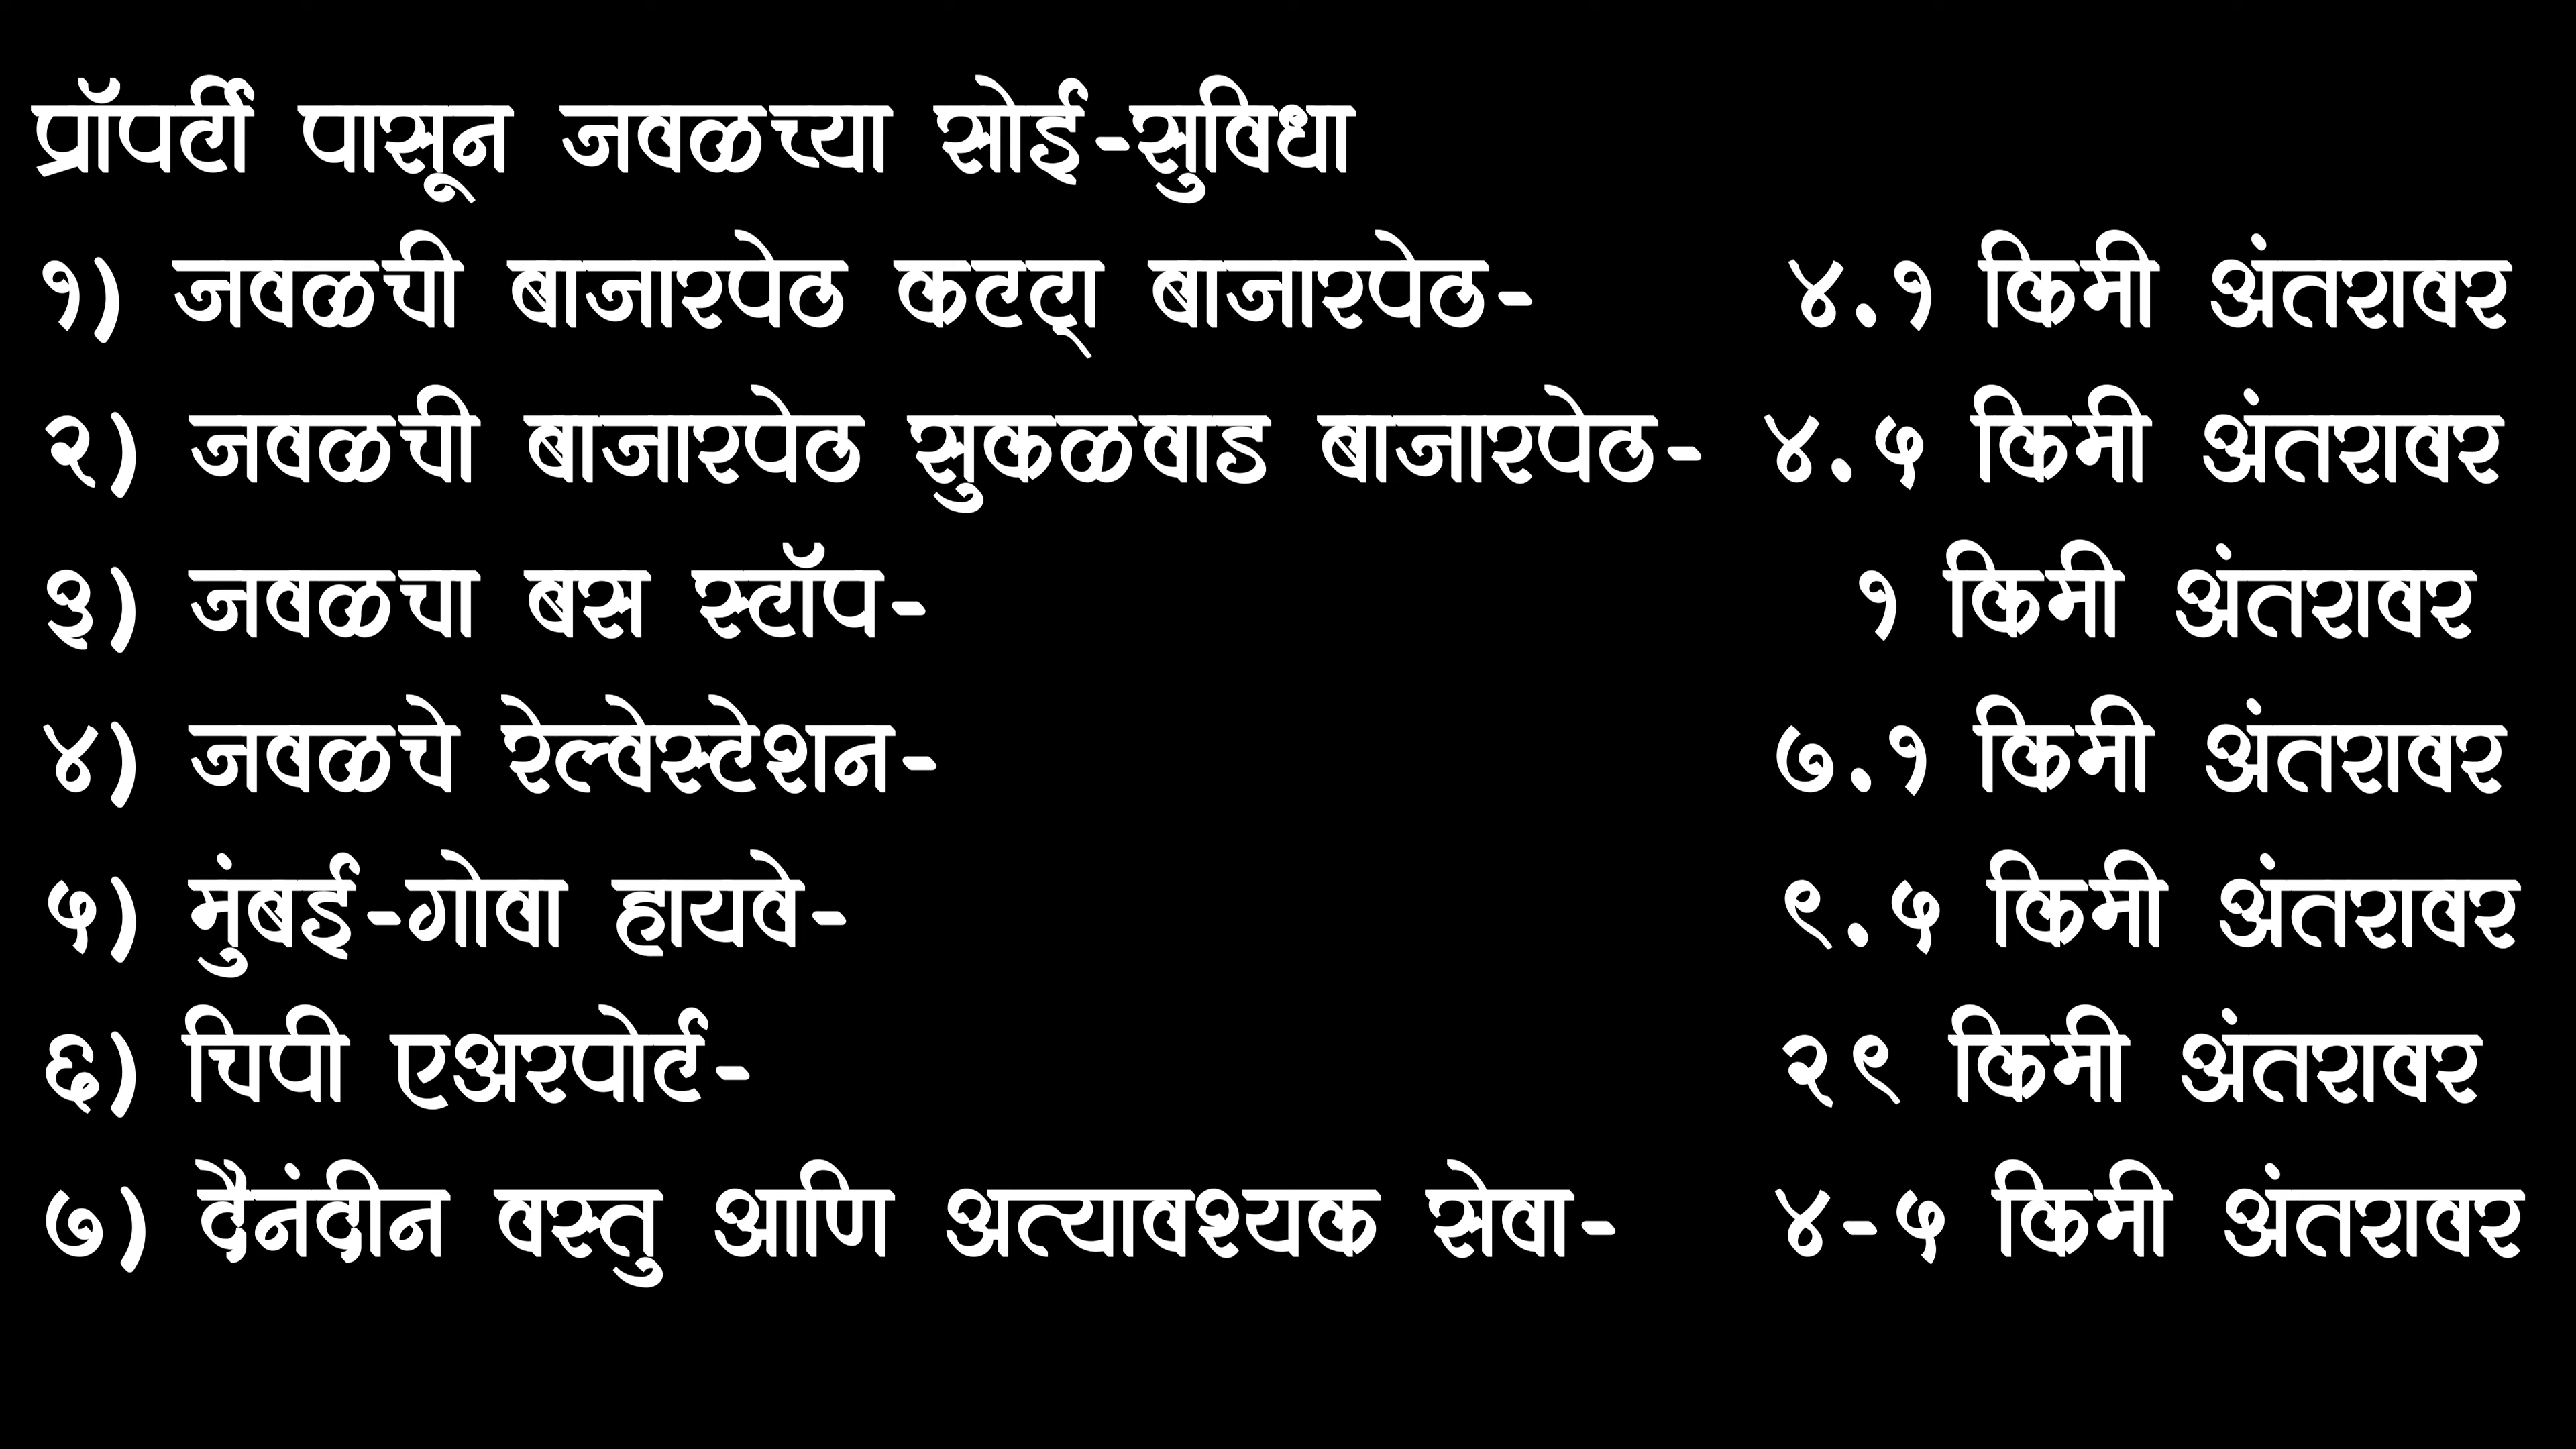 प्रॉपर्टी पासून जवळच्या सोई-सुविधा
१) जवळची बाजारपेठ कटट्टा बाजारपेठ- ४.१ किमी अंतरावर
२) जवळची बाजारपेठ सुकळवाड बाजारपेठ- ४.५ किमी अंतरावर
३) जवळचा बस स्टॉप- १ किमी अंतरावर
४) जवळचे रेल्वेस्टेशन- ७.१ किमी अंतरावर
५) मुंबई-गोवा हायवे- ९.५ किमी अंतरावर
६) चिपी एअरपोर्ट- २९ किमी अंतरावर
७) दैनंदीन वस्तु आणि अत्यावश्यक सेवा- ४-५ किमी अंतरावर